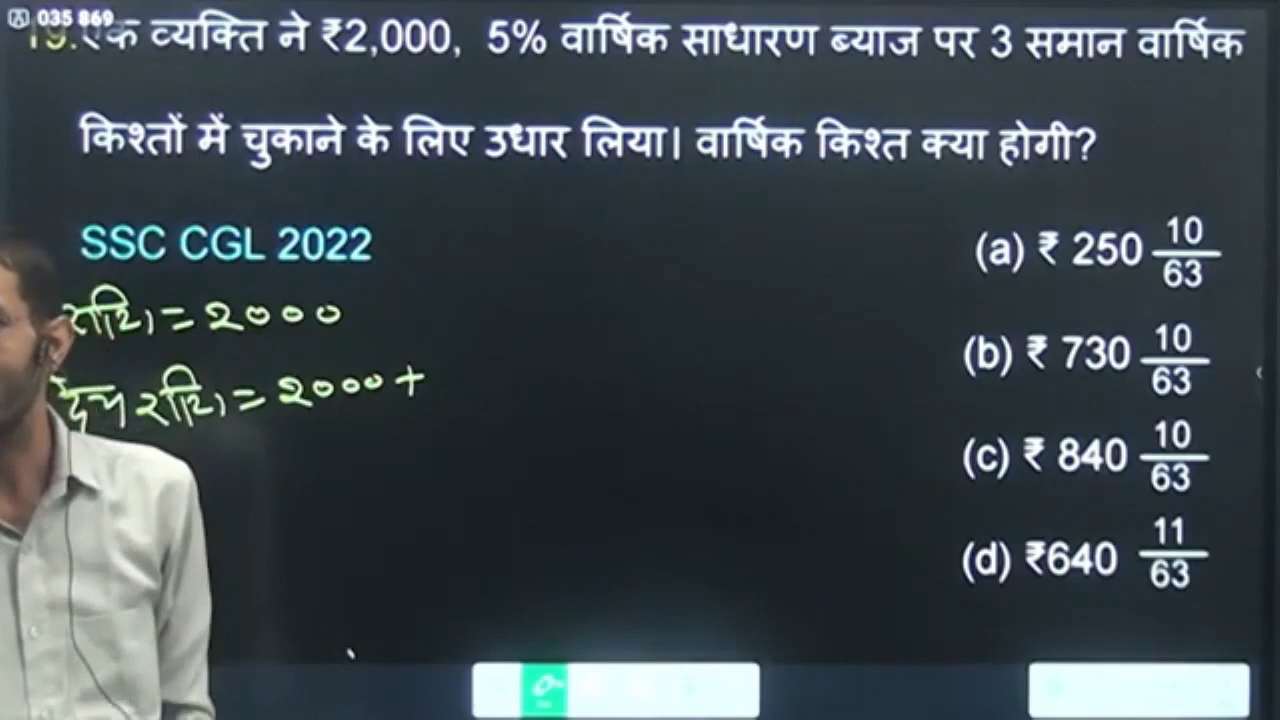 035 869
19. एक व्यक्ति ने ₹2,000, 5% वार्षिक साधारण ब्याज पर 3 समान वार्षिक
किश्तों में चुकाने के लिए उधार लिया। वार्षिक किश्त क्या होगी?
SSC CGL 2022
राशि = 2000
देय राशि = 2000 +
(a) ₹ 250 10/63
(b) ₹ 730 10/63
(c) ₹ 840 10/63
(d) ₹640 11/63